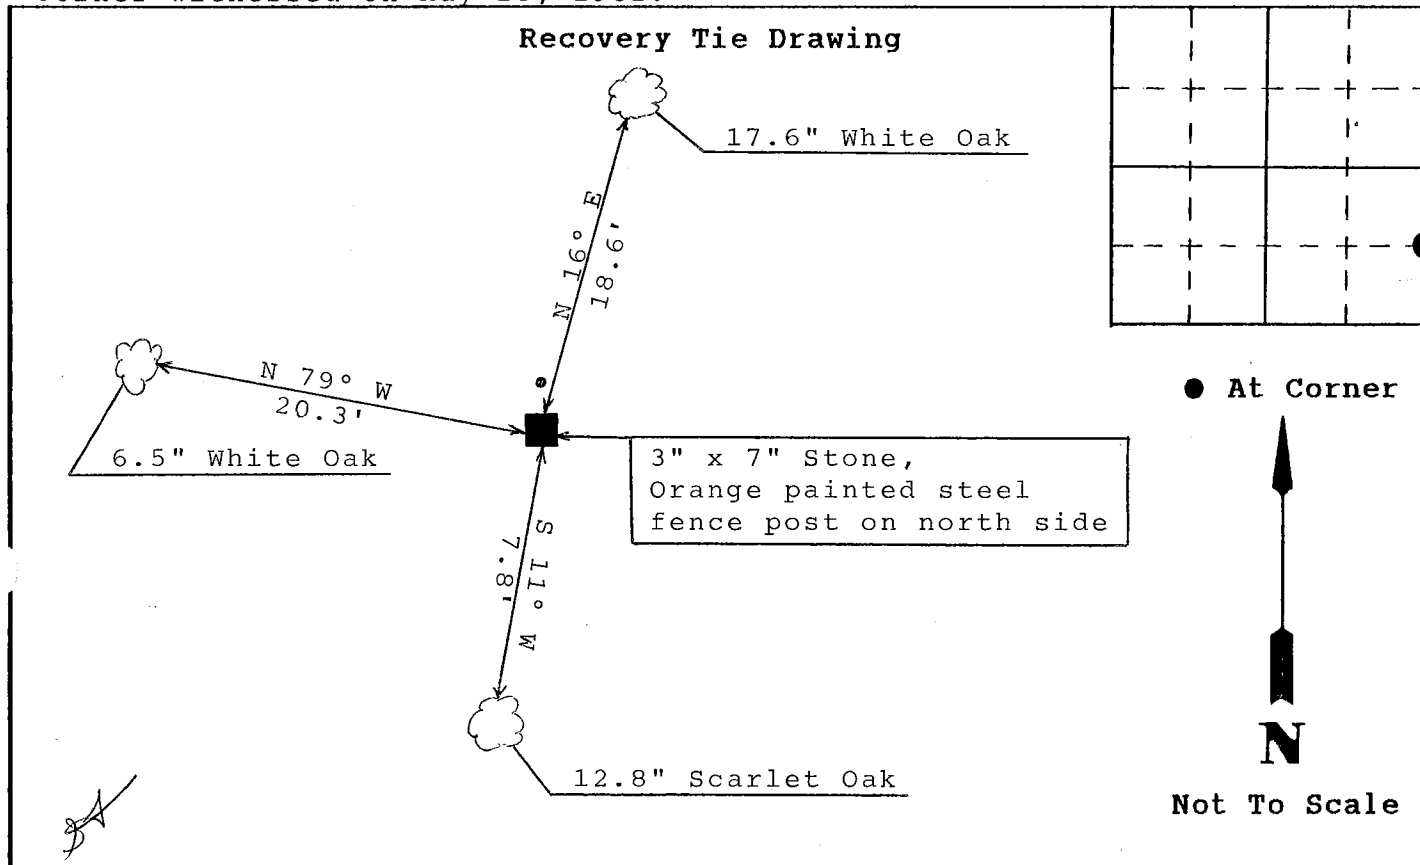 Recovery Tie Drawing
17.6" White Oak
N 16° E
18.6'
N 79° W
20.3'
6.5" White Oak
● At Corner
3" x 7" Stone,
Orange painted steel
fence post on north side
S 11° W
7.8'
12.8" Scarlet Oak
N
Not To Scale